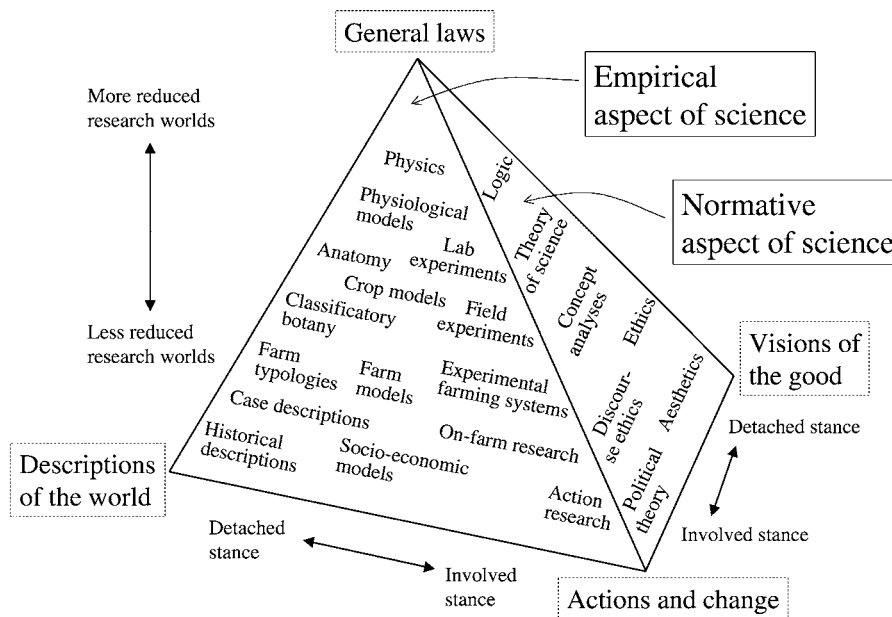 General laws
More reduced
research worlds
Empirical
aspect of science
Physics
Logic
Physiological
models
Normative
aspect of science
Theory
of science
Anatomy
Lab
experiments
Crop models
Concept
analyses
Classificatory
botany
Field
experiments
Ethics
Less reduced
research worlds
Visions of
the good
Farm
typologies
Farm
models
Experimental
farming systems
Aesthetics
Discour-
se ethics
Case descriptions
Detached stance
Historical
descriptions
Socio-economic
models
On-farm research
Descriptions
of the world
Political
theory
Action
research
Involved stance
Detached
stance
Involved
stance
Actions and change